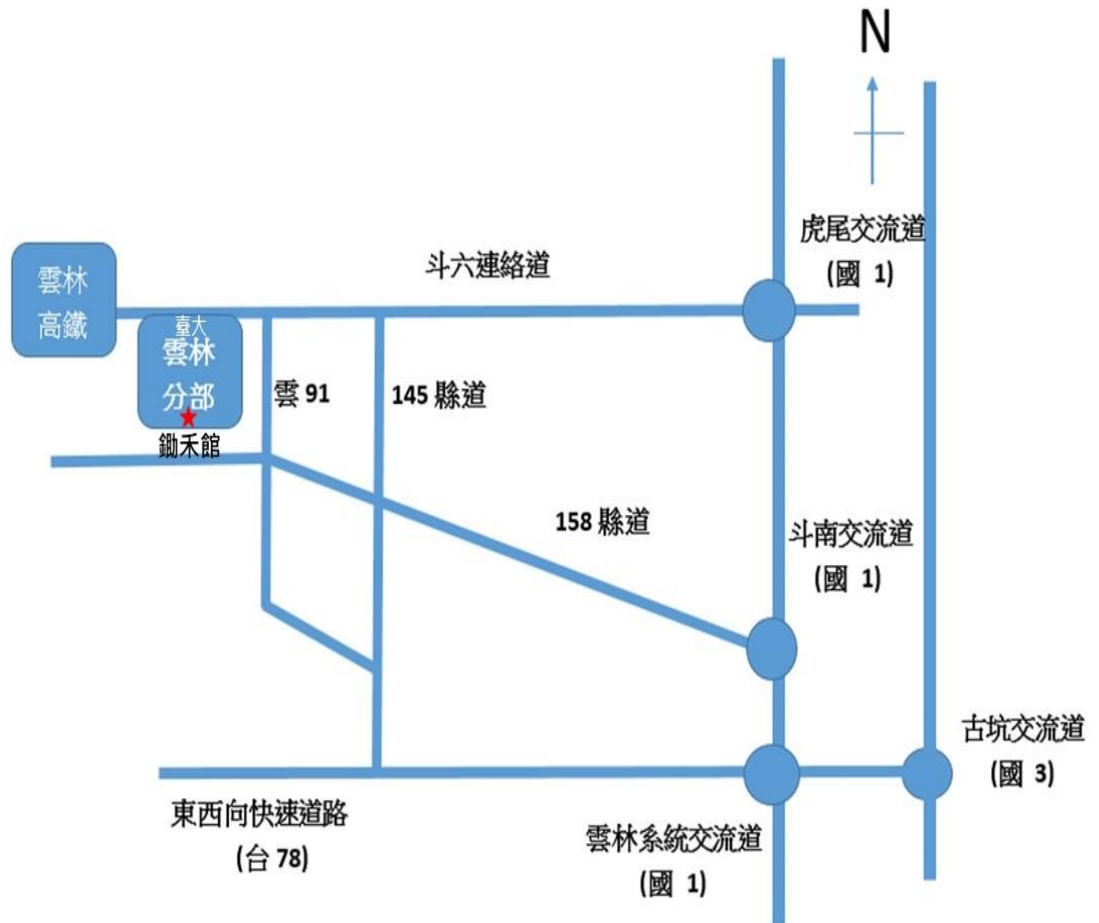 N
虎尾交流道
(國 1)
斗六連絡道
雲林
高鐵
臺大
雲林
分部
鋤禾館
雲 91
145 縣道
158 縣道
斗南交流道
(國 1)
古坑交流道
(國 3)
東西向快速道路
(台 78)
雲林系統交流道
(國 1)